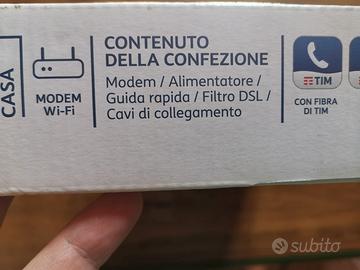 CASA
MODEM
Wi-Fi
CONTENUTO
DELLA CONFEZIONE
Modem / Alimentatore /
Guida rapida / Filtro DSL /
Cavi di collegamento
TIM
CON FIBRA
DI TIM
subito